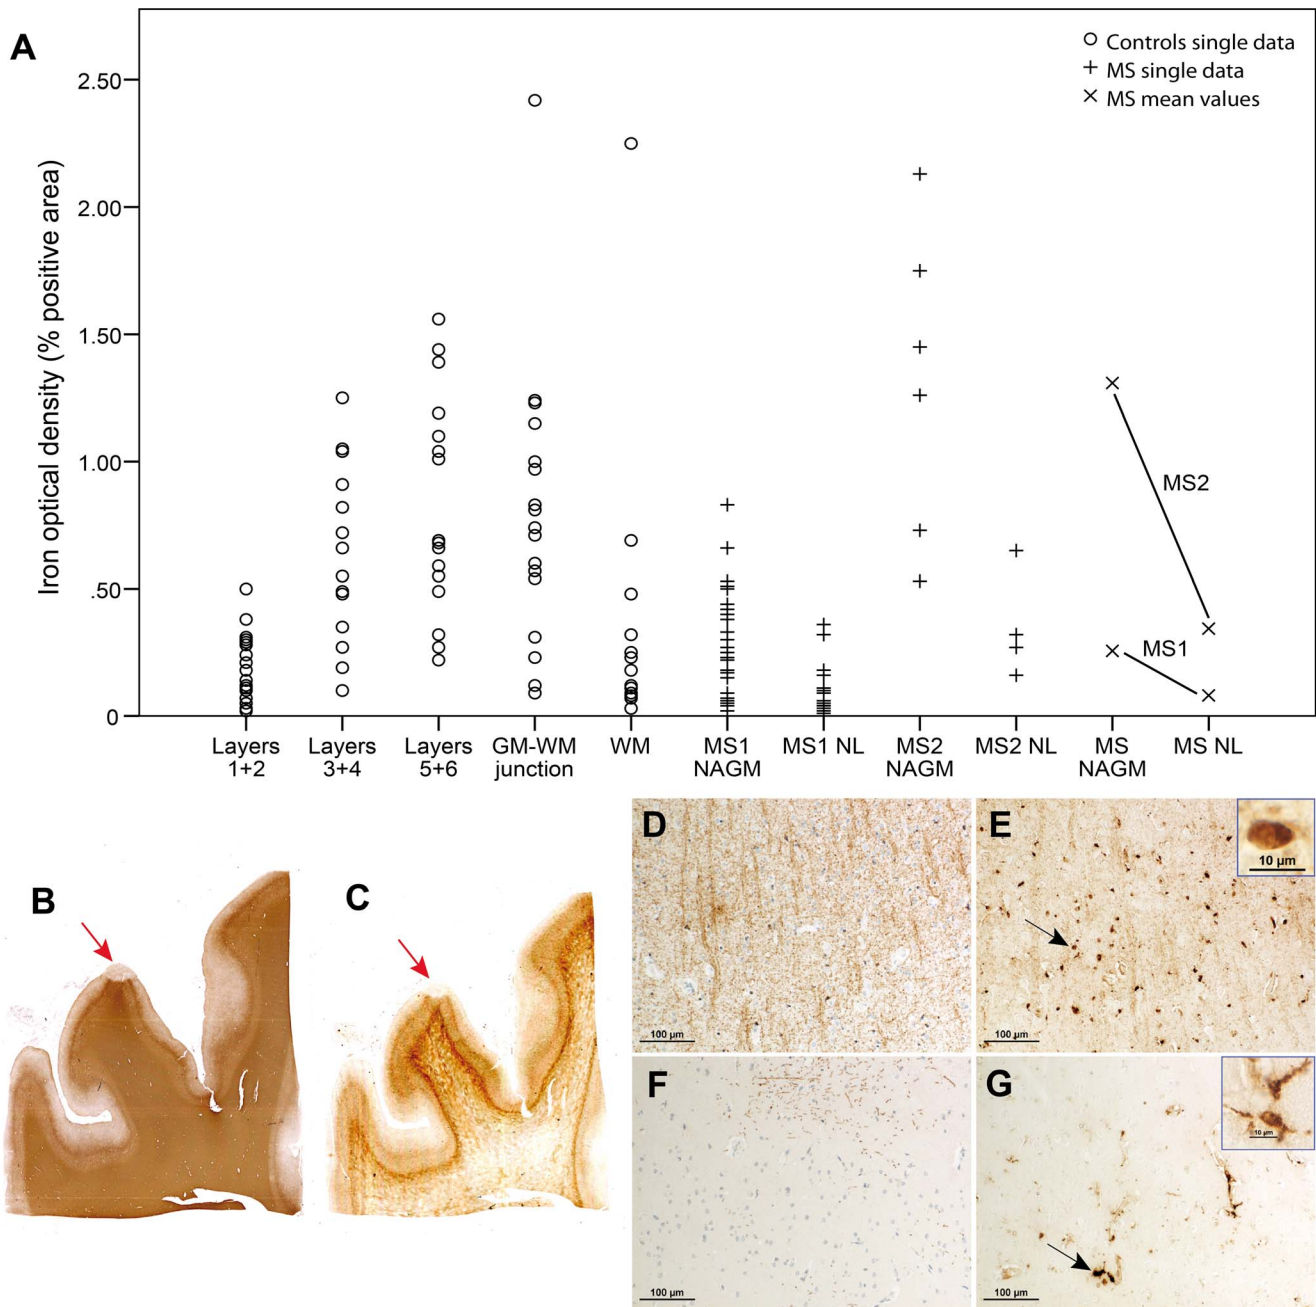 A
Controls single data
MS single data
MS mean values
Iron optical density (% positive area)
2.50
2.00
1.50
1.00
.50
0
MS2
MS1
Layers 1+2
Layers 3+4
Layers 5+6
GM-WM junction
WM
MS1 NAGM
MS1 NL
MS2 NAGM
MS2 NL
MS NAGM
MS NL
B
C
D
100 µm
E
10 µm
100 µm
F
100 µm
G
10 µm
100 µm